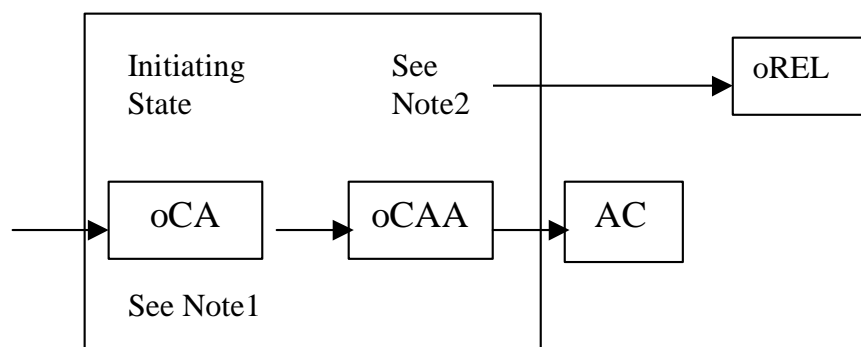 Initiating
State
See
Note2
oREL
oCA
oCAA
AC
See Note1